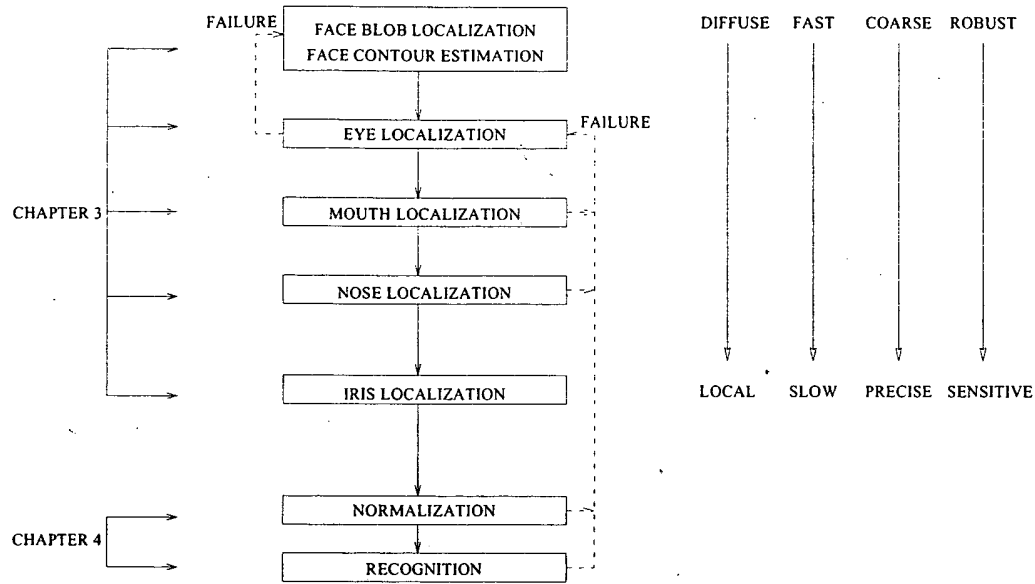 FAILURE
FACE BLOB LOCALIZATION
FACE CONTOUR ESTIMATION
DIFFUSE FAST COARSE ROBUST
EYE LOCALIZATION
FAILURE
CHAPTER 3
MOUTH LOCALIZATION
NOSE LOCALIZATION
IRIS LOCALIZATION
LOCAL SLOW PRECISE SENSITIVE
NORMALIZATION
CHAPTER 4
RECOGNITION